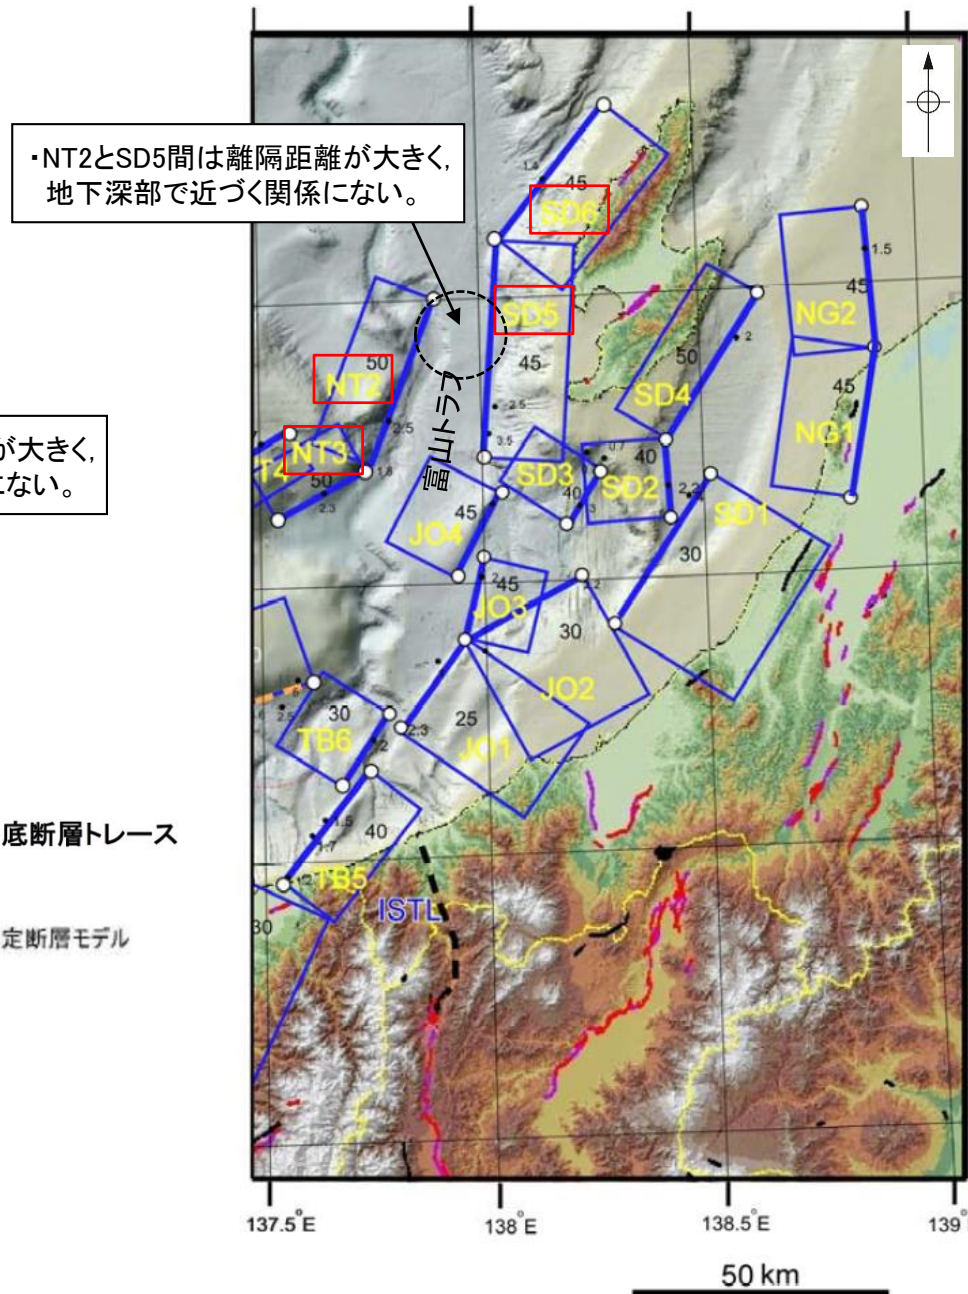 ・NT2とSD5間は離隔距離が大きく,
地下深部で近づく関係にない。
45
SD6
1.5
45
SD5
NG2
50
NT2
45
50
2
富山トラフ
SD4
45
2.5
2.5
NG1
が大きく,
3.5
0.7
T4
NT3
1.8
40
こない。
50
SD3
SD2
2.3
40
SD1
45
JO4
30
45
JO3
30
JO2
30
2.5
25
TB6
2.3
JO1
1.5
40
1.7
底断層トレース
TB5
ISTL
30
定断層モデル
137.5°E
138°E
138.5°E
139
50 km